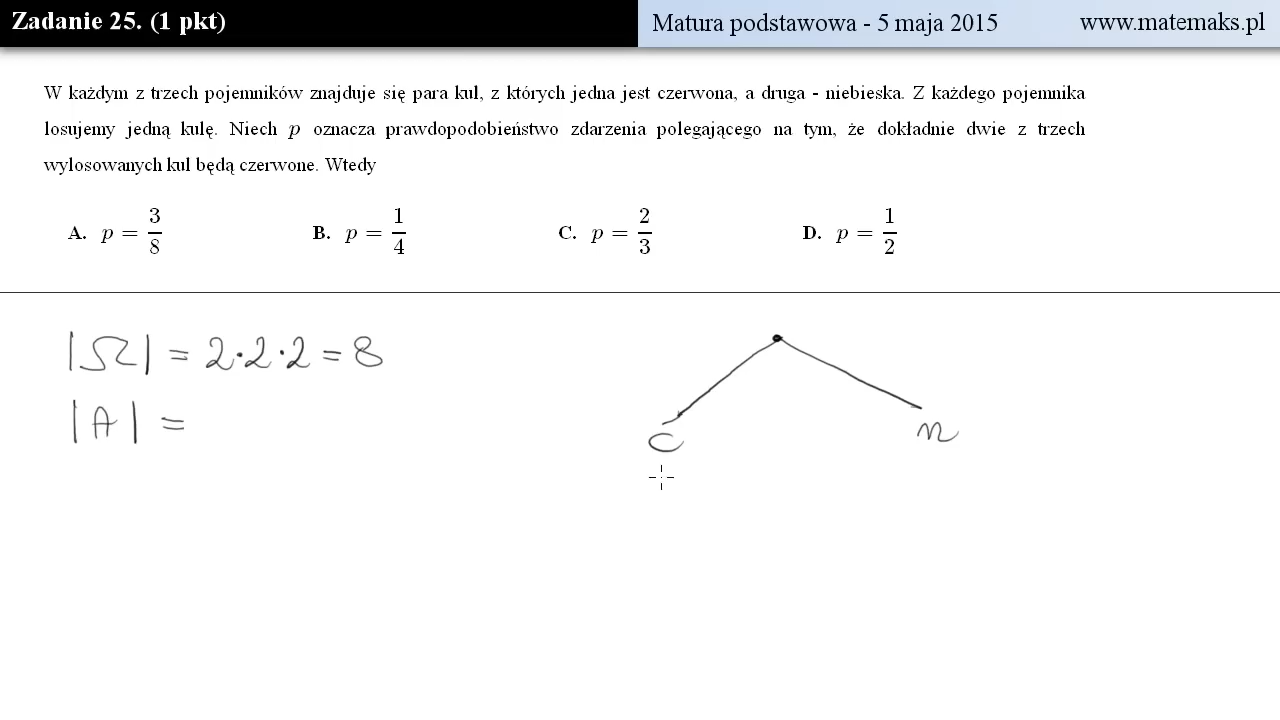 Zadanie 25. (1 pkt)
Matura podstawowa - 5 maja 2015 www.matemaks.pl
W każdym z trzech pojemników znajduje się para kul, z których jedna jest czerwona, a druga - niebieska. Z każdego pojemnika
losujemy jedną kulę. Niech p oznacza prawdopodobieństwo zdarzenia polegającego na tym, że dokładnie dwie z trzech
wylosowanych kul będą czerwone. Wtedy
A. p = 3/8 B. p = 1/4 C. p = 2/3 D. p = 1/2
|Ω| = 2·2·2 = 8
|A| =
c n